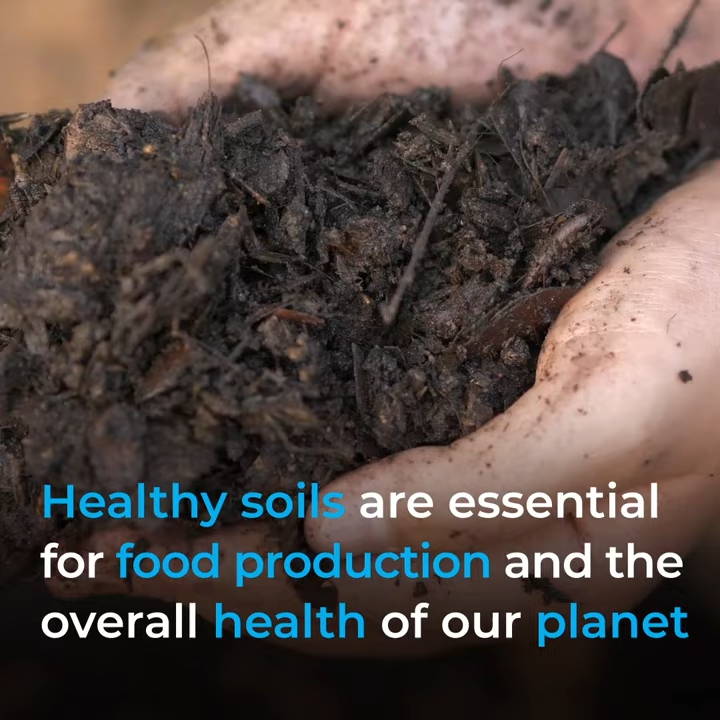 Healthy soils are essential
for food production and the
overall health of our planet